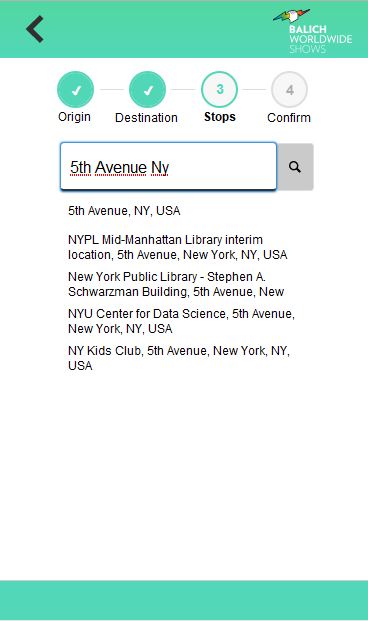 BALICH
WORLDWIDE
SHOWS
3
4
Origin
Destination
Stops
Confirm
5th Avenue Ny
5th Avenue, NY, USA
NYPL Mid-Manhattan Library interim
location, 5th Avenue, New York, NY, USA
New York Public Library - Stephen A.
Schwarzman Building, 5th Avenue, New
NYU Center for Data Science, 5th Avenue,
New York, NY, USA
NY Kids Club, 5th Avenue, New York, NY,
USA